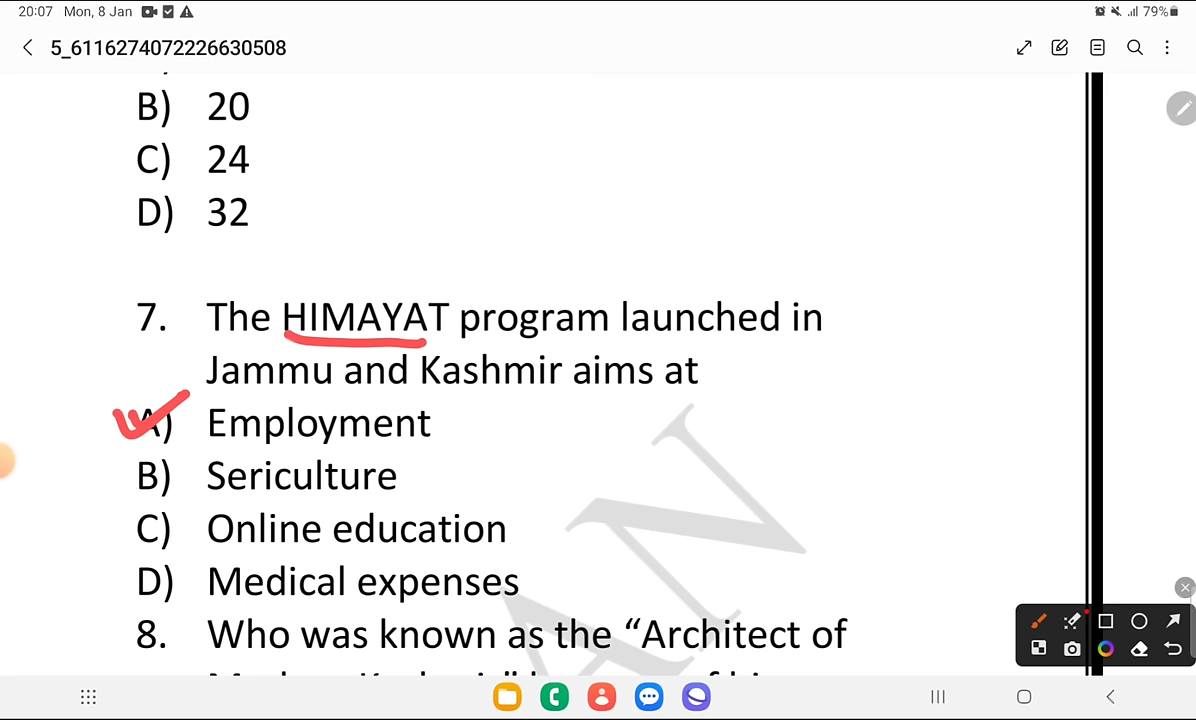 20:07 Mon, 8 Jan 79%
5_6116274072226630508
B) 20
C) 24
D) 32
7. The HIMAYAT program launched in
Jammu and Kashmir aims at
A) Employment
B) Sericulture
C) Online education
D) Medical expenses
8. Who was known as the “Architect of